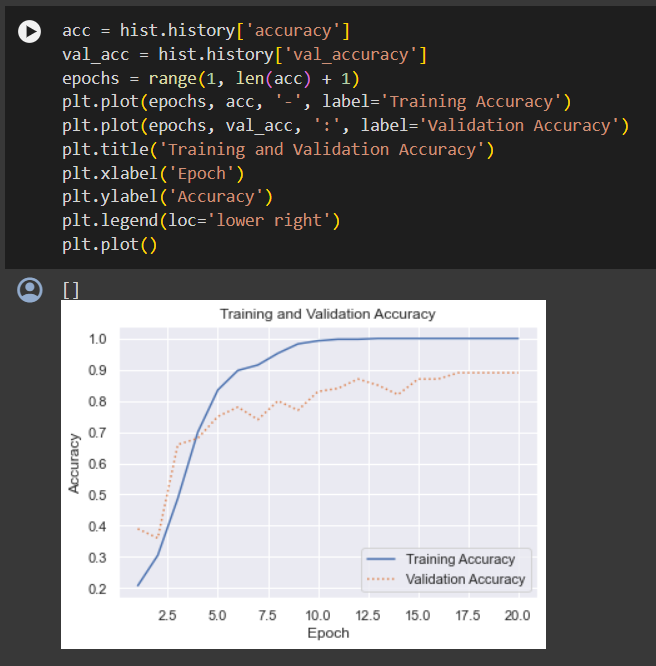 acc = hist.history['accuracy']
val_acc = hist.history['val_accuracy']
epochs = range(1, len(acc) + 1)
plt.plot(epochs, acc, '-', label='Training Accuracy')
plt.plot(epochs, val_acc, ':', label='Validation Accuracy')
plt.title('Training and Validation Accuracy')
plt.xlabel('Epoch')
plt.ylabel('Accuracy')
plt.legend(loc='lower right')
plt.plot()
[]
Training and Validation Accuracy
1.0
0.9
0.8
0.7
0.6
0.5
0.4
0.3
0.2
Accuracy
Training Accuracy
Validation Accuracy
2.5 5.0 7.5 10.0 12.5 15.0 17.5 20.0
Epoch